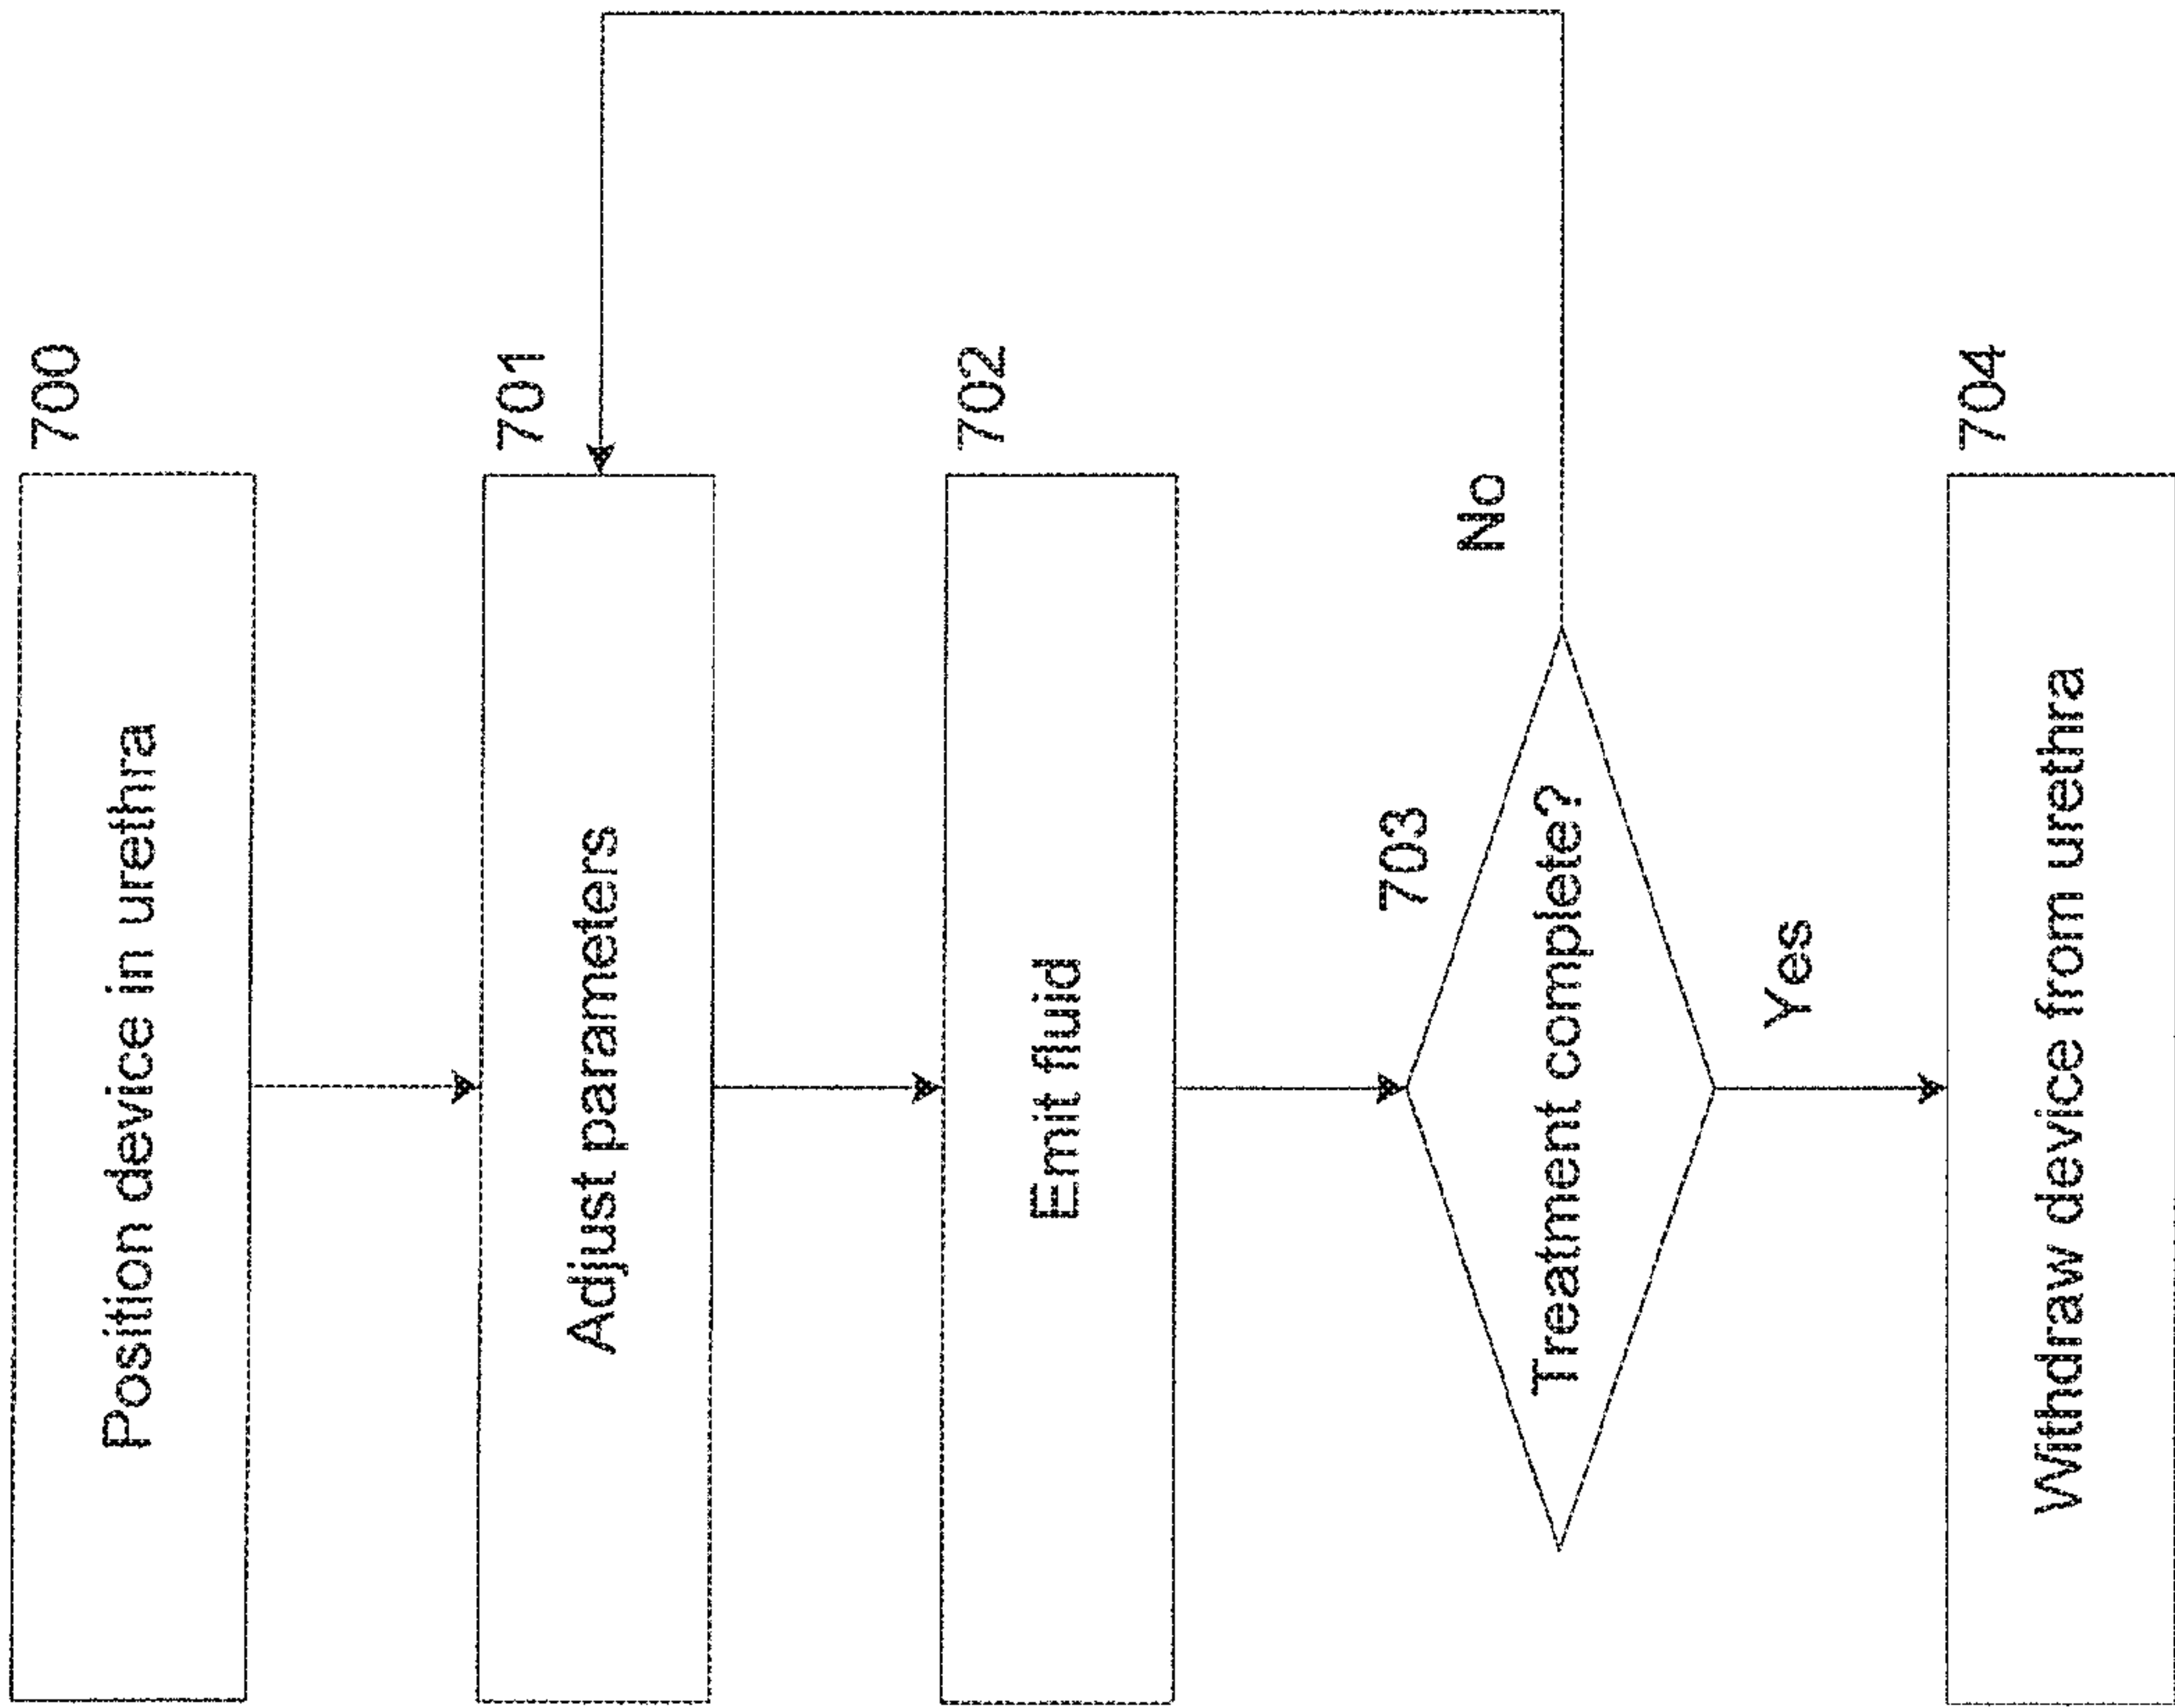 700
Position device in urethra
701
Adjust parameters
702
Emit fluid
703
Treatment complete?
No
Yes
704
Withdraw device from urethra